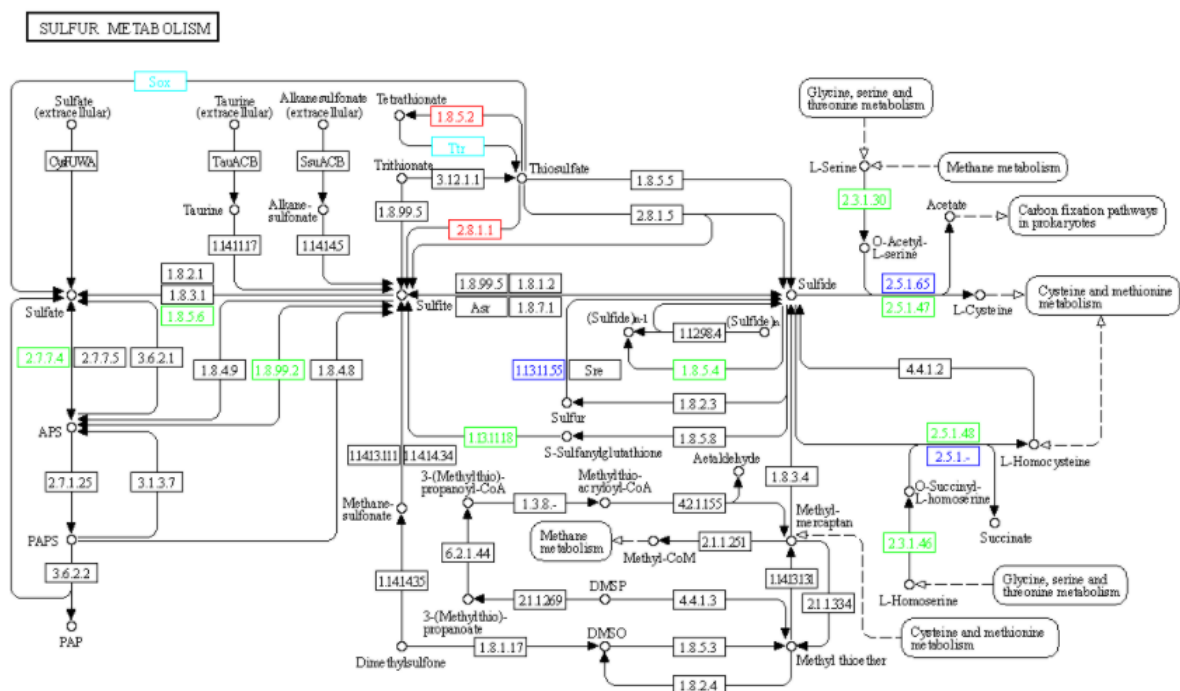 SULFUR METABOLISM
Sox
Sulfate
(extracellular)
Taurine
(extracellular)
Alkanesulfonate
(extracellular)
Tetrathionate
1.8.5.2
Ttr
Glycine, serine and
threonine metabolism
CysPUWA
TauACB
SsuACB
Trithionate
3.12.1.1
Thiosulfate
1.8.5.5
L-Serine
Methane metabolism
1.8.99.5
2.3.1.30
Taurine
Alkane-
sulfonate
2.8.1.1
2.8.1.5
Acetate
Carbon fixation pathways
in prokaryotes
1.14.11.17
1.14.14.5
O-Acetyl-
L-serine
1.8.2.1
1.8.3.1
1.8.5.6
Sulfate
Sulfite
1.8.99.5
1.8.1.2
Asr
1.8.7.1
Sulfide
2.5.1.65
2.5.1.47
L-Cysteine
Cysteine and methionine
metabolism
(Sulfide)n-1
1.12.98.4
(Sulfide)n
2.7.7.4
2.7.7.5
3.6.2.1
1.8.4.9
1.8.99.2
1.8.4.8
1.13.11.55
Sre
1.8.5.4
4.4.1.2
1.8.2.3
Sulfur
APS
1.13.11.18
S-Sulfanylglutathione
1.8.5.8
2.5.1.48
2.5.1.-
L-Homocysteine
1.14.13.111
1.14.14.34
Acetaldehyde
2.7.1.25
3.1.3.7
3-(Methylthio)-
propanoyl-CoA
Methylthio-
acryloyl-CoA
1.8.3.4
O-Succinyl-
L-homoserine
Methane-
sulfonate
1.3.8.-
4.2.1.155
Methyl-
mercaptan
Succinate
PAPS
Methane
metabolism
Methyl-CoM
2.1.1.251
2.3.1.46
6.2.1.44
3.6.2.2
1.14.14.35
1.14.13.131
2.1.1.269
DMSP
4.4.1.3
2.1.1.334
L-Homoserine
Glycine, serine and
threonine metabolism
3-(Methylthio)-
propanoate
PAP
DMSO
Cysteine and methionine
metabolism
Dimethylsulfone
1.8.1.17
1.8.5.3
Methyl thioether
1.8.2.4